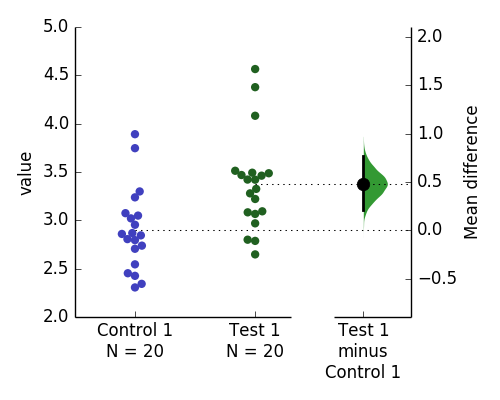 5.0
4.5
4.0
3.5
3.0
2.5
2.0
value
Control 1
N = 20
Test 1
N = 20
Test 1
minus
Control 1
2.0
1.5
1.0
0.5
0.0
−0.5
Mean difference